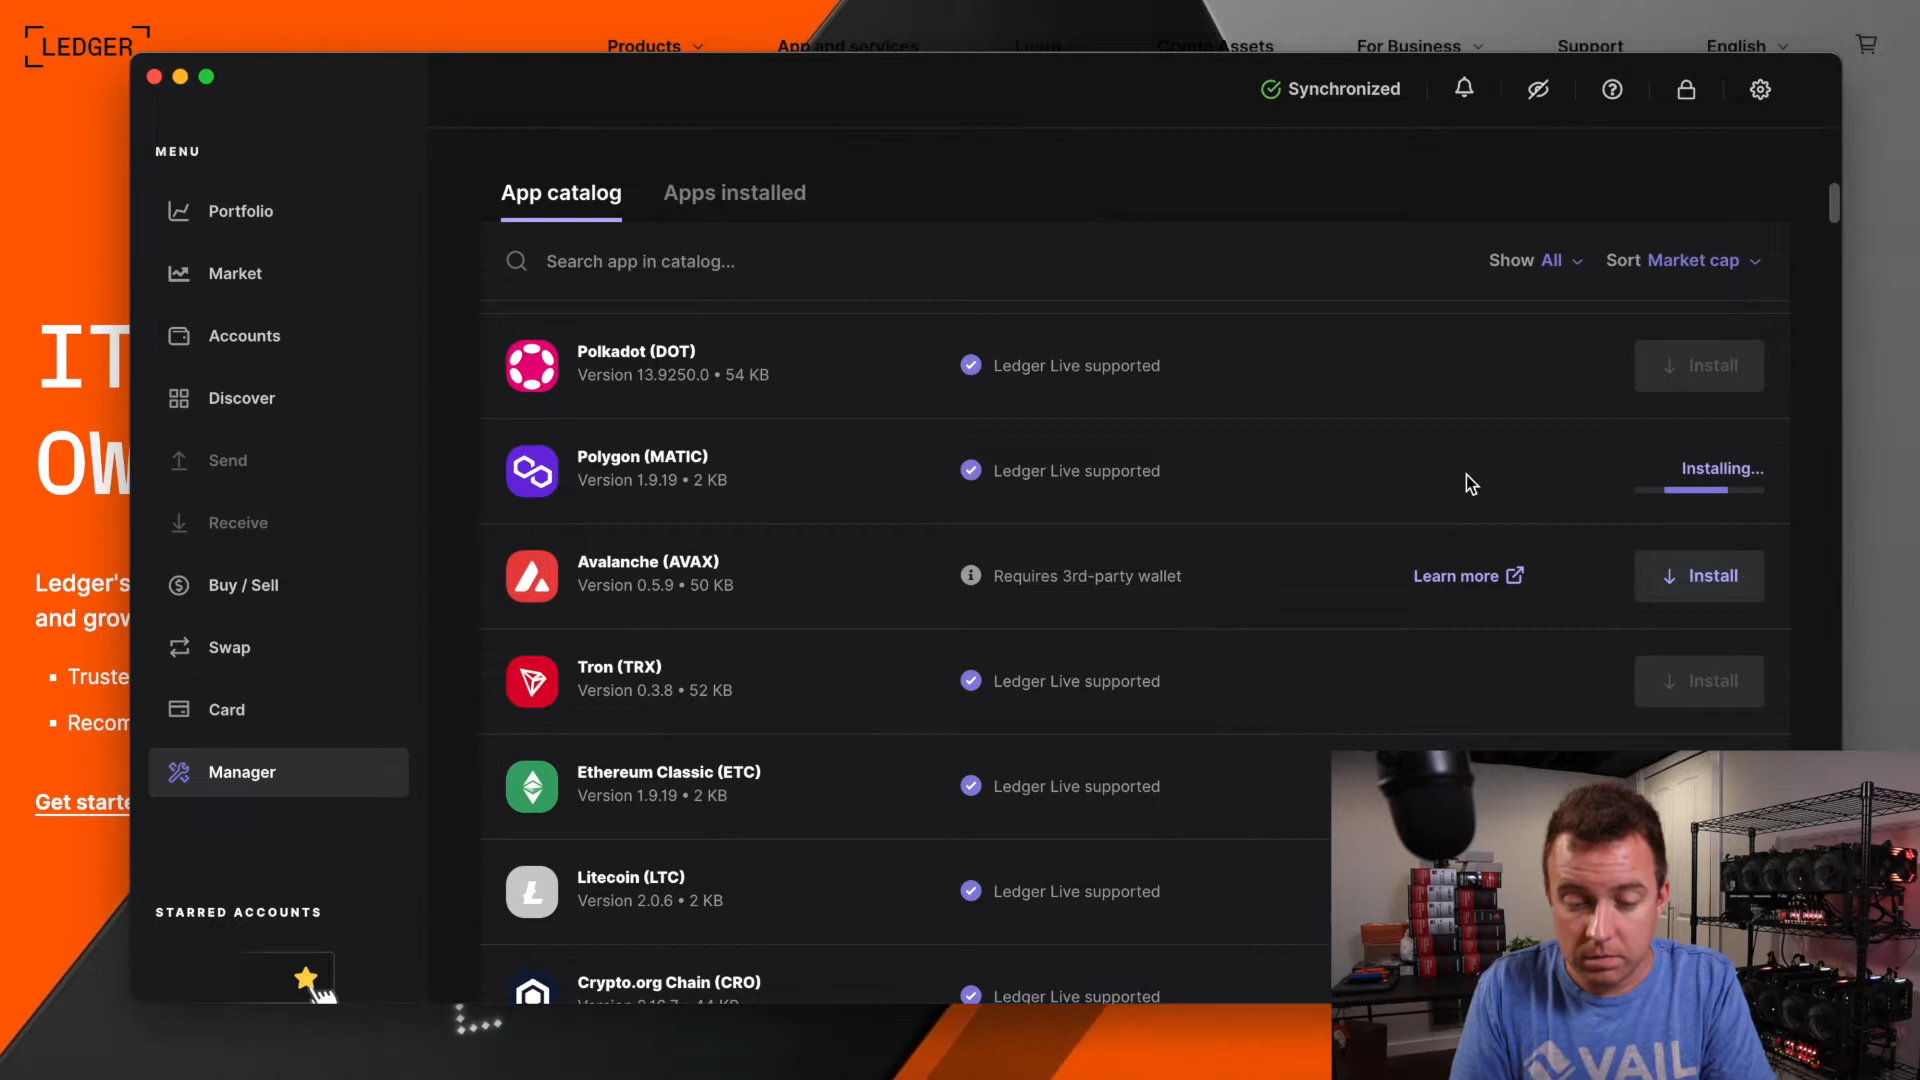 LEDGER
Products
App and services
Learn
Crypto Assets
For Business
Support
English
Synchronized
MENU
Portfolio
Market
Accounts
Discover
Send
Receive
Buy / Sell
Swap
Card
Manager
STARRED ACCOUNTS
App catalog
Apps installed
Search app in catalog...
Show All
Sort Market cap
Polkadot (DOT)
Version 13.9250.0 • 54 KB
Ledger Live supported
Install
Polygon (MATIC)
Version 1.9.19 • 2 KB
Ledger Live supported
Installing...
Avalanche (AVAX)
Version 0.5.9 • 50 KB
Requires 3rd-party wallet
Learn more
Install
Tron (TRX)
Version 0.3.8 • 52 KB
Ledger Live supported
Install
Ethereum Classic (ETC)
Version 1.9.19 • 2 KB
Ledger Live supported
Litecoin (LTC)
Version 2.0.6 • 2 KB
Ledger Live supported
Crypto.org Chain (CRO)
Ledger Live supported
IT
OW
Ledger's
and grow
Truste
Recom
Get starte
VAIL